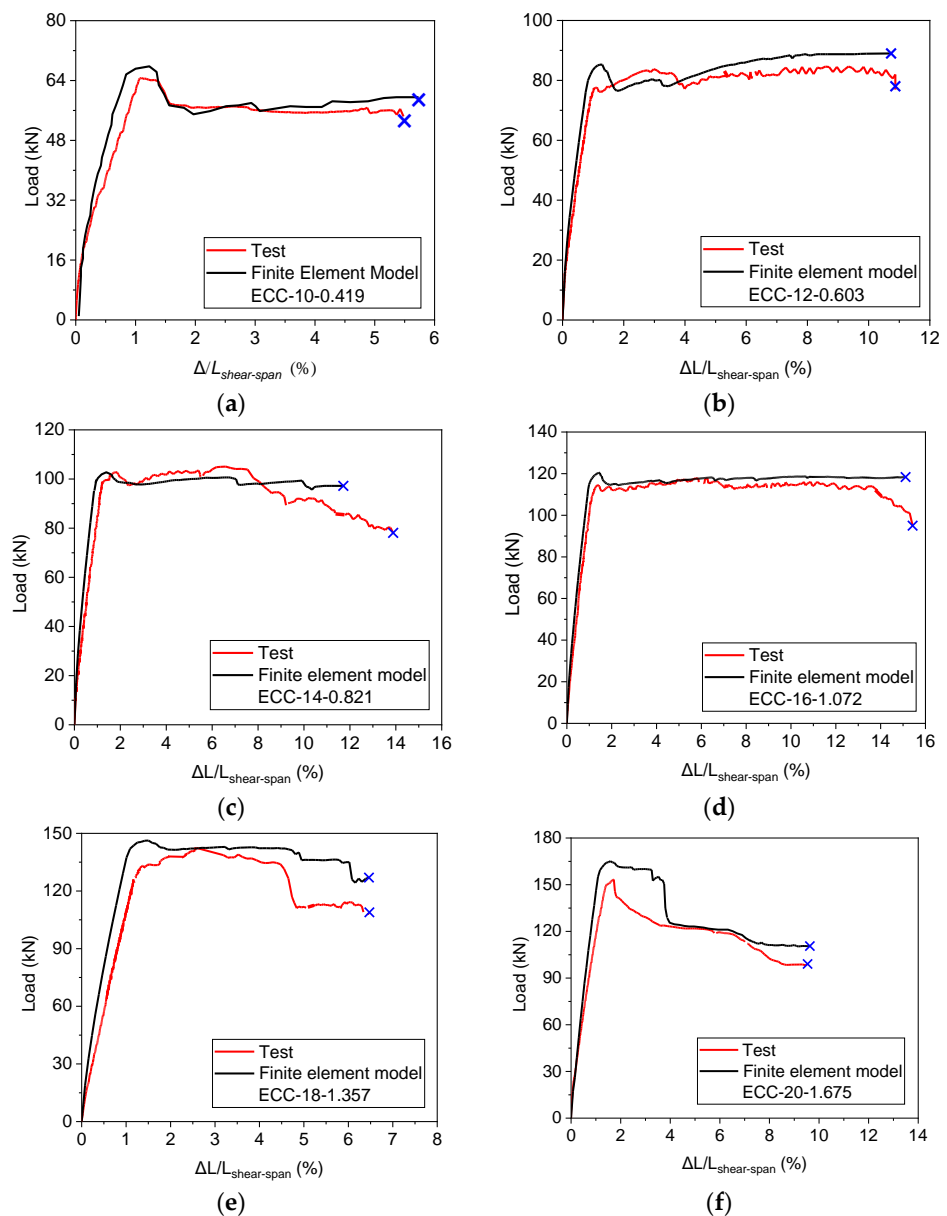 80
64
48
32
16
0
Load (kN)
Test
Finite Element Model
ECC-10-0.419
0 1 2 3 4 5 6
Δ/Lshear-span (%)
(a)
100
80
60
40
20
0
Load (kN)
Test
Finite element model
ECC-12-0.603
0 2 4 6 8 10 12
ΔL/Lshear-span (%)
(b)
120
100
80
60
40
20
0
Load (kN)
Test
Finite element model
ECC-14-0.821
0 2 4 6 8 10 12 14 16
ΔL/Lshear-span (%)
(c)
140
120
100
80
60
40
20
0
Load (kN)
Test
Finite element model
ECC-16-1.072
0 2 4 6 8 10 12 14 16
ΔL/Lshear-span (%)
(d)
150
120
90
60
30
0
Load (kN)
Test
Finite element model
ECC-18-1.357
0 1 2 3 4 5 6 7 8
ΔL/Lshear-span (%)
(e)
180
150
120
90
60
30
0
Load (kN)
Test
Finite element model
ECC-20-1.675
0 2 4 6 8 10 12 14
ΔL/Lshear-span (%)
(f)